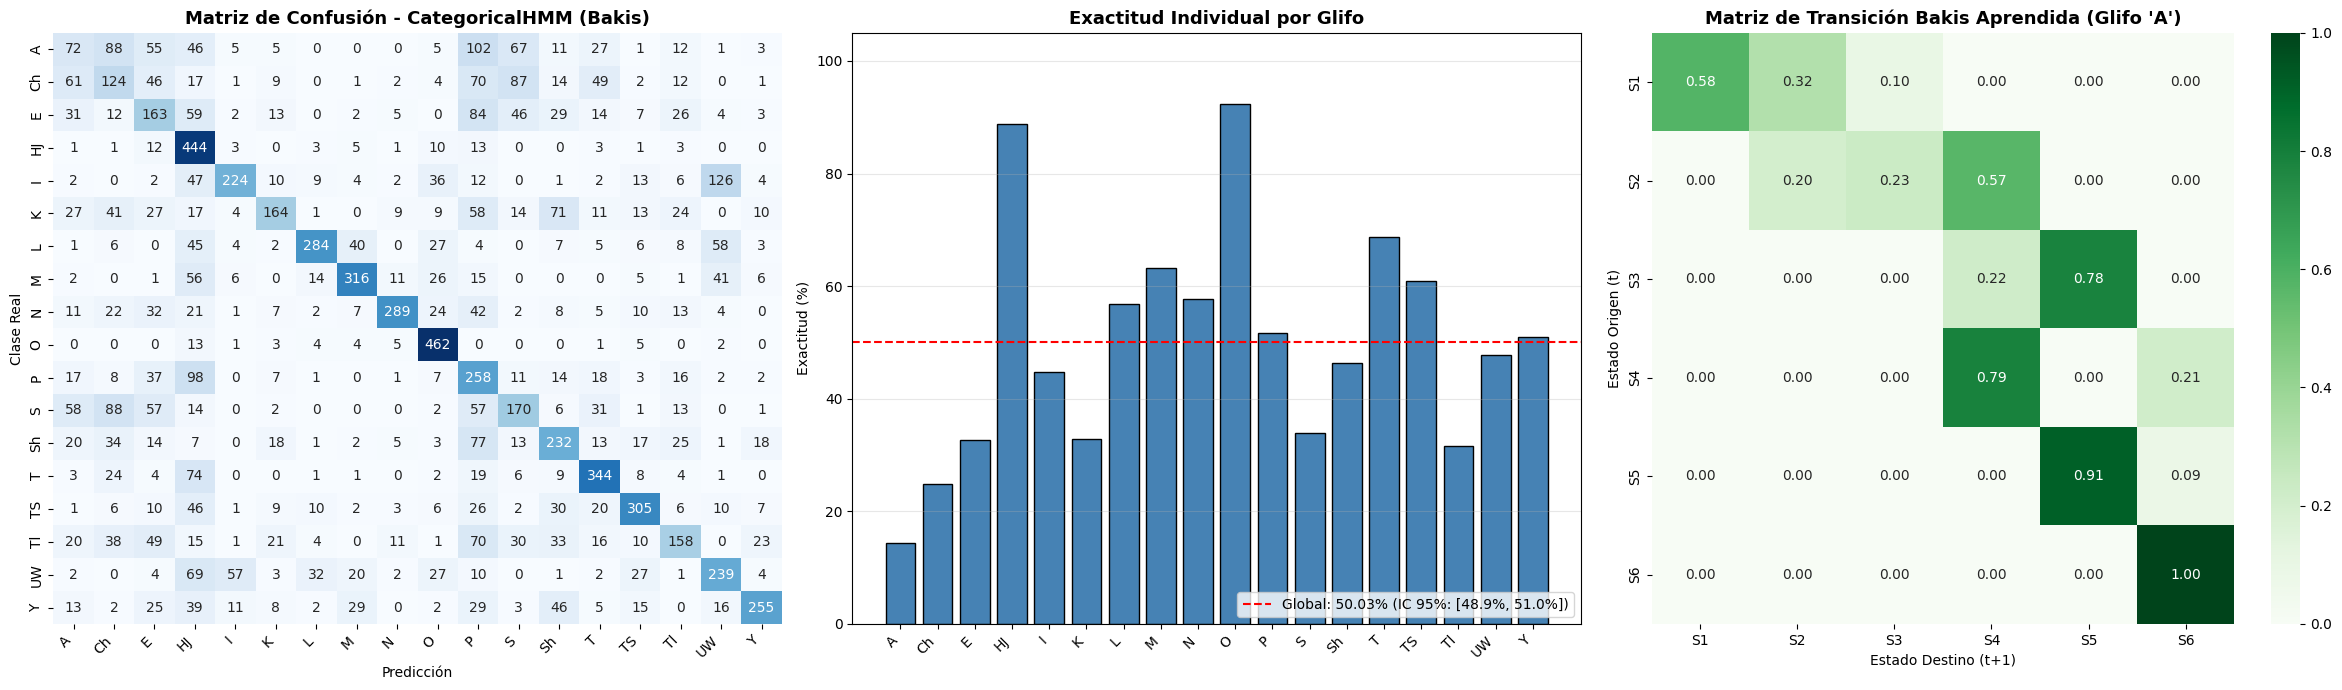 Matriz de Confusión - CategoricalHMM (Bakis)
Clase Real
A 72 88 55 46 5 5 0 0 0 5 102 67 11 27 1 12 1 3
Ch 61 124 46 17 1 9 0 1 2 4 70 87 14 49 2 12 0 1
E 31 12 163 59 2 13 0 2 5 0 84 46 29 14 7 26 4 3
HJ 1 1 12 444 3 0 3 5 1 10 13 0 0 3 1 3 0 0
I 2 0 2 47 224 10 9 4 2 36 12 0 1 2 13 6 126 4
K 27 41 27 17 4 164 1 0 9 9 58 14 71 11 13 24 0 10
L 1 6 0 45 4 2 284 40 0 27 4 0 7 5 6 8 58 3
M 2 0 1 56 6 0 14 316 11 26 15 0 0 0 5 1 41 6
N 11 22 32 21 1 7 2 7 289 24 42 2 8 5 10 13 4 0
O 0 0 0 13 1 3 4 4 5 462 0 0 0 1 5 0 2 0
P 17 8 37 98 0 7 1 0 1 7 258 11 14 18 3 16 2 2
S 58 88 57 14 0 2 0 0 0 2 57 170 6 31 1 13 0 1
Sh 20 34 14 7 0 18 1 2 5 3 77 13 232 13 17 25 1 18
T 3 24 4 74 0 0 1 1 0 2 19 6 9 344 8 4 1 0
TS 1 6 10 46 1 9 10 2 3 6 26 2 30 20 305 6 10 7
Tl 20 38 49 15 1 21 4 0 11 1 70 30 33 16 10 158 0 23
UW 2 0 4 69 57 3 32 20 2 27 10 0 1 2 27 1 239 4
Y 13 2 25 39 11 8 2 29 0 2 29 3 46 5 15 0 16 255
A Ch E HJ I K L M N O P S Sh T TS Tl UW Y
Predicción
Exactitud Individual por Glifo
Exactitud (%)
100
80
60
40
20
0
Global: 50.03% (IC 95%: [48.9%, 51.0%])
A Ch E HJ I K L M N O P S Sh T TS Tl UW Y
Matriz de Transición Bakis Aprendida (Glifo 'A')
Estado Origen (t)
S1 0.58 0.32 0.10 0.00 0.00 0.00
S2 0.00 0.20 0.23 0.57 0.00 0.00
S3 0.00 0.00 0.00 0.22 0.78 0.00
S4 0.00 0.00 0.00 0.79 0.00 0.21
S5 0.00 0.00 0.00 0.00 0.91 0.09
S6 0.00 0.00 0.00 0.00 0.00 1.00
S1 S2 S3 S4 S5 S6
Estado Destino (t+1)
1.0
0.8
0.6
0.4
0.2
0.0